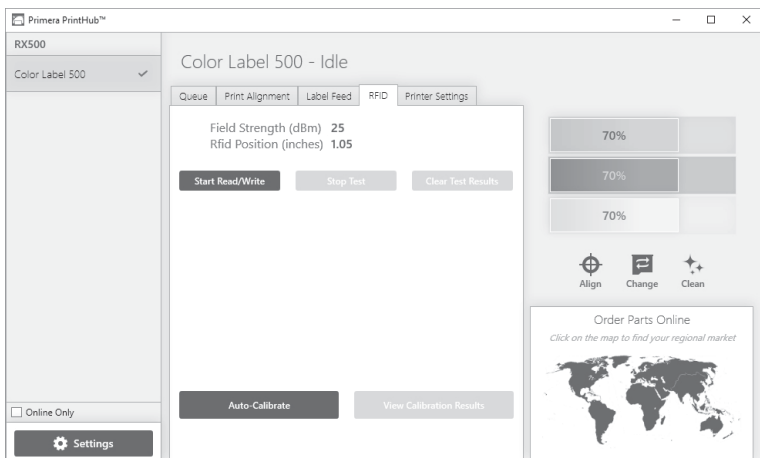 Primera PrintHub™
RX500
Color Label 500
Online Only
Settings
Color Label 500 - Idle
Queue Print Alignment Label Feed RFID Printer Settings
Field Strength (dBm) 25
Rfid Position (inches) 1.05
Start Read/Write Stop Test Clear Test Results
Auto-Calibrate View Calibration Results
70%
70%
70%
Align Change Clean
Order Parts Online
Click on the map to find your regional market